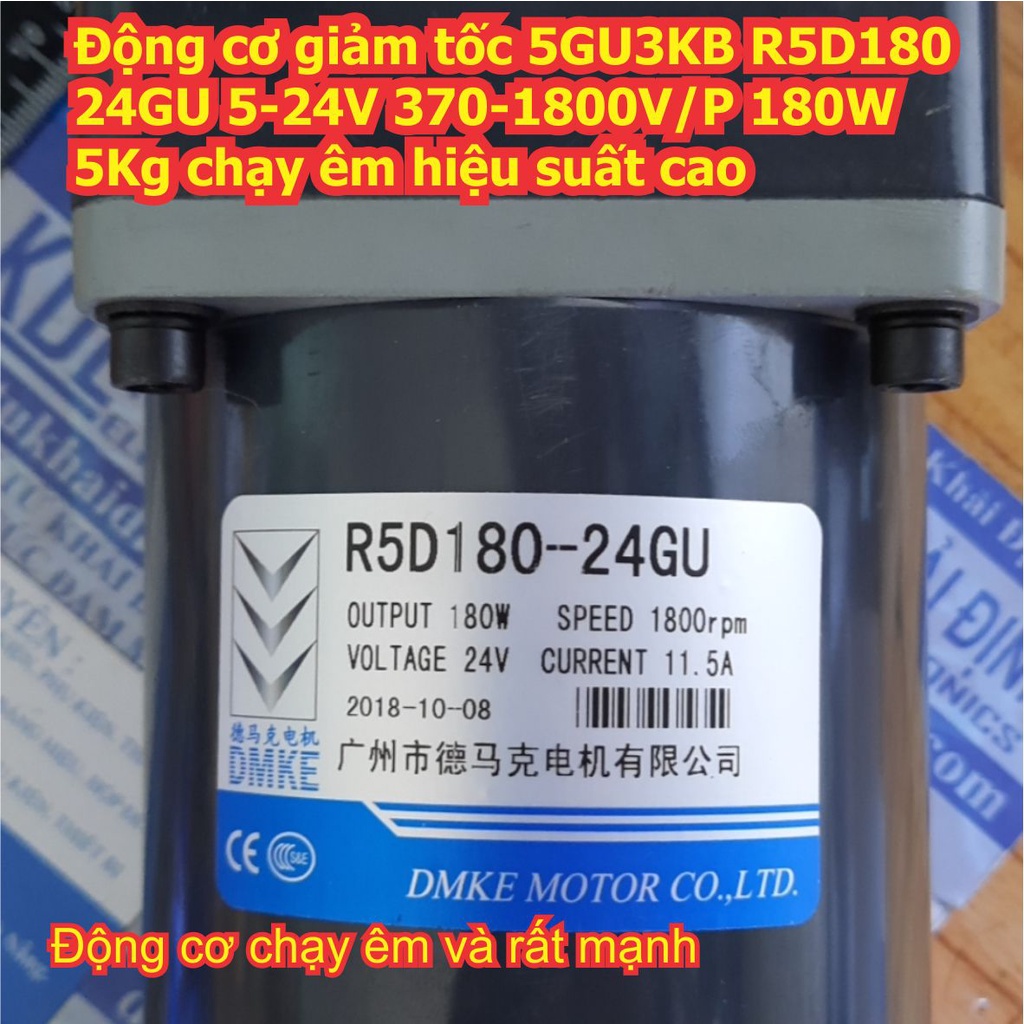 Động cơ giảm tốc 5GU3KB R5D180
24GU 5-24V 370-1800V/P 180W
5Kg chạy êm hiệu suất cao
R5D180--24GU
OUTPUT 180W SPEED 1800rpm
VOLTAGE 24V CURRENT 11.5A
2018-10--08
德马克电机
DMKE
广州市德马克电机有限公司
CE CCC S&E
DMKE MOTOR CO.,LTD.
Động cơ chạy êm và rất mạnh